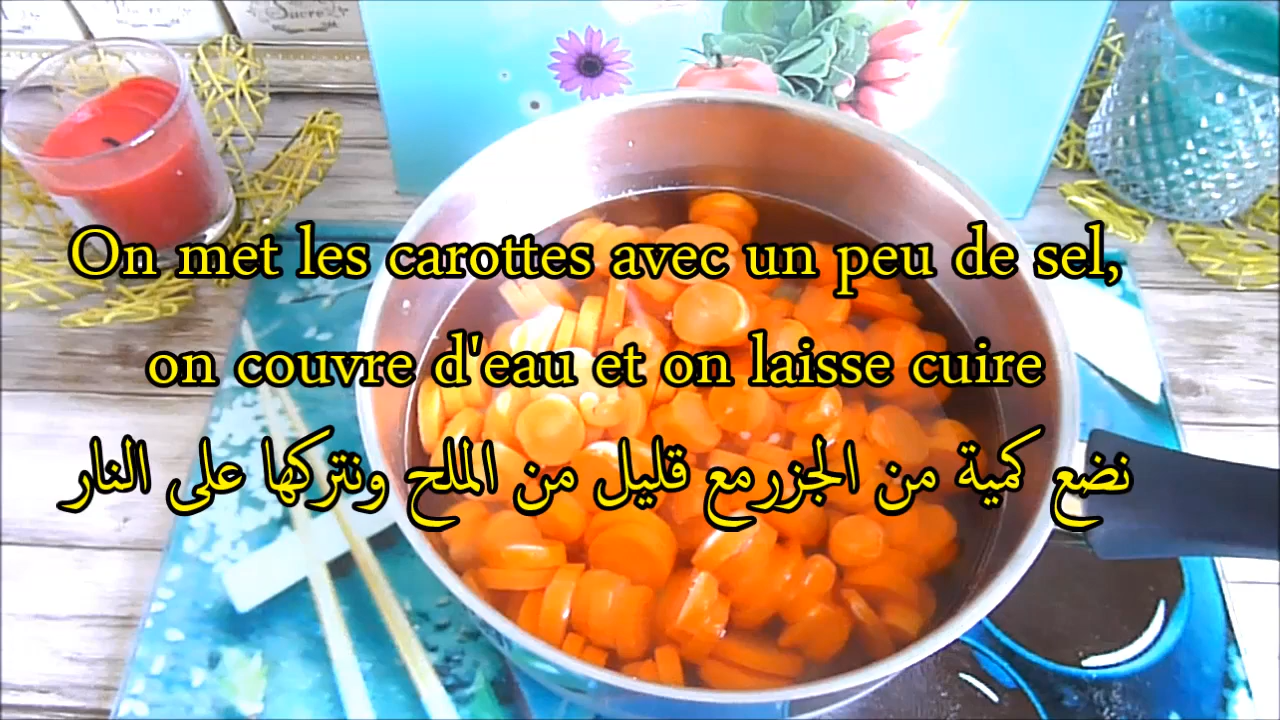 Sucre
On met les carottes avec un peu de sel,
on couvre d'eau et on laisse cuire
نضع كمية من الجزرمع قليل من الملح ونتركها على النار